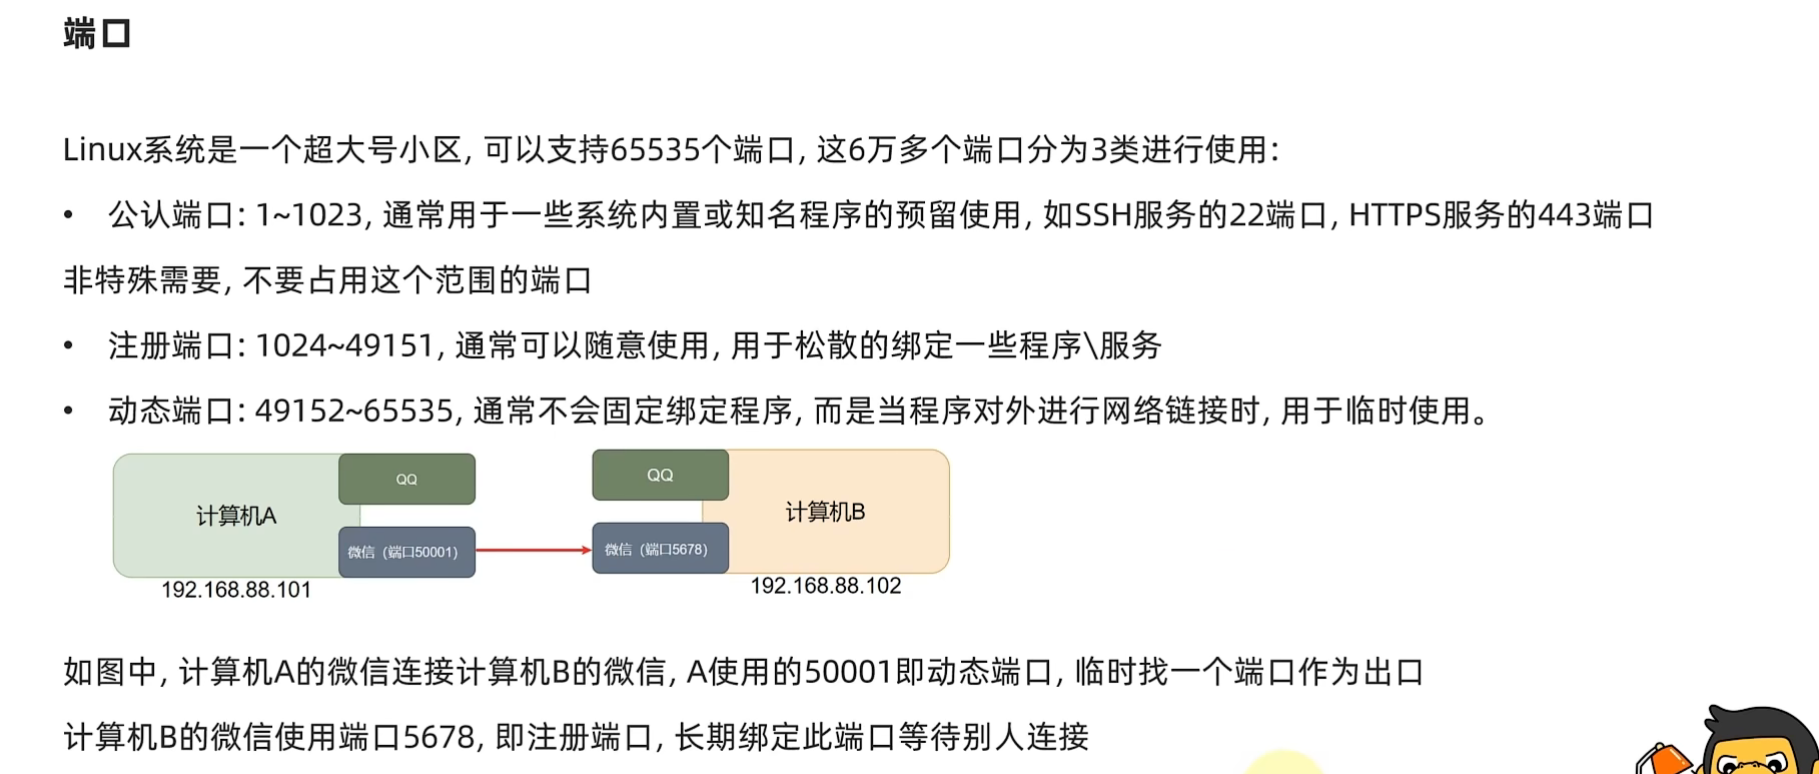 端口
Linux系统是一个超大号小区, 可以支持65535个端口, 这6万多个端口分为3类进行使用:
• 公认端口: 1~1023, 通常用于一些系统内置或知名程序的预留使用, 如SSH服务的22端口, HTTPS服务的443端口
非特殊需要, 不要占用这个范围的端口
• 注册端口: 1024~49151, 通常可以随意使用, 用于松散的绑定一些程序\服务
• 动态端口: 49152~65535, 通常不会固定绑定程序, 而是当程序对外进行网络链接时, 用于临时使用。
QQ
计算机A
微信（端口50001）
192.168.88.101
QQ
计算机B
微信（端口5678）
192.168.88.102
如图中, 计算机A的微信连接计算机B的微信, A使用的50001即动态端口, 临时找一个端口作为出口
计算机B的微信使用端口5678, 即注册端口, 长期绑定此端口等待别人连接